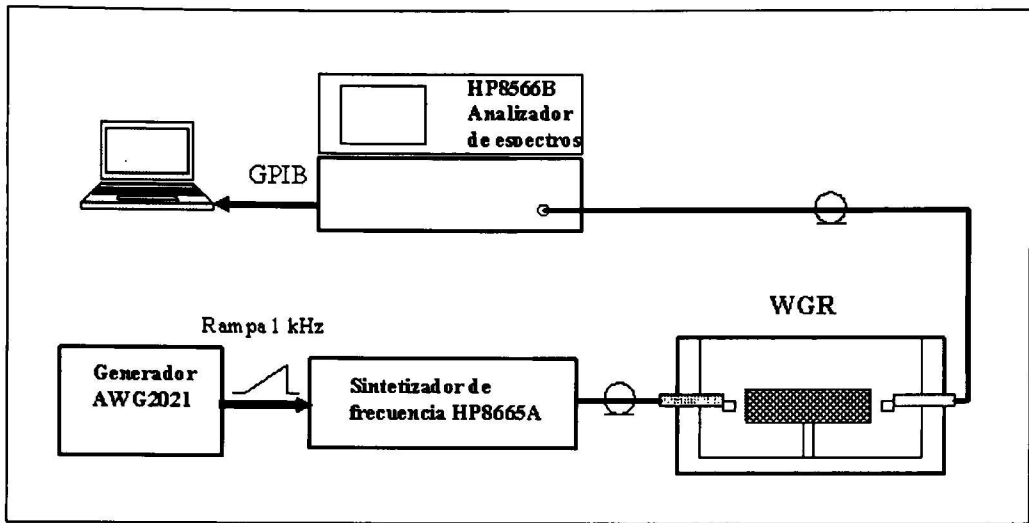 HP8566B
Analizador
de espectros
GPIB
WGR
Rampa 1 kHz
Generador
AWG2021
Sintetizador de
frecuencia HP8665A